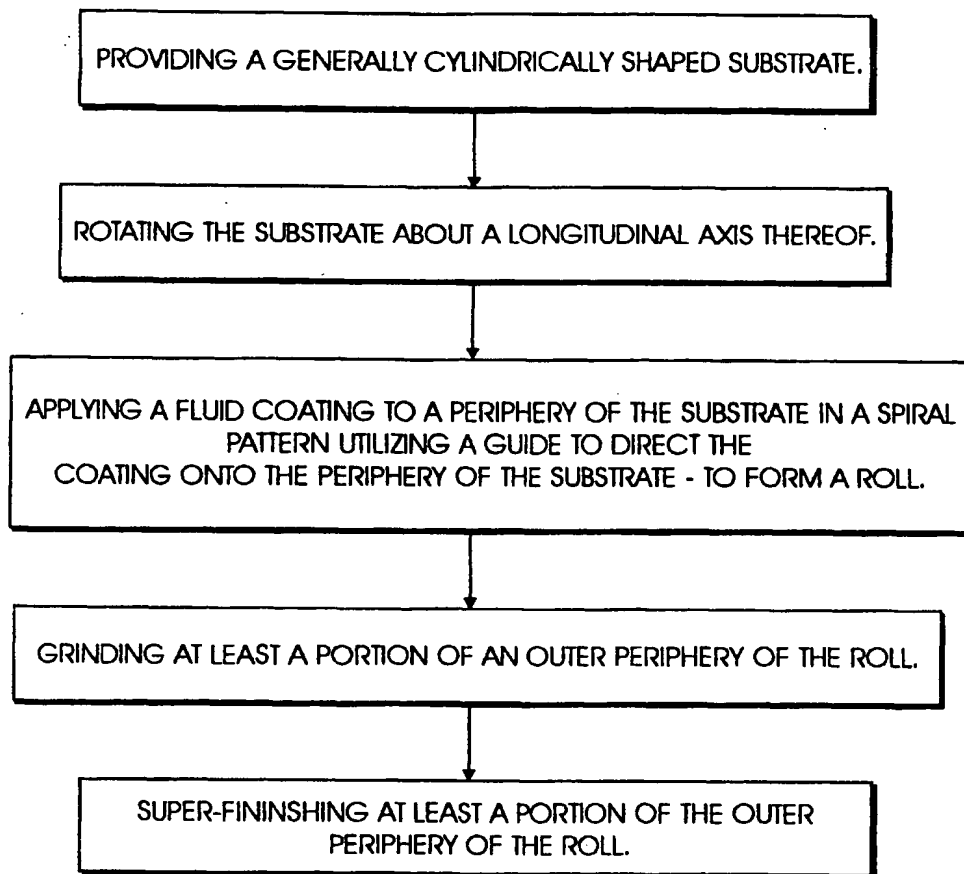 PROVIDING A GENERALLY CYLINDRICALLY SHAPED SUBSTRATE.
ROTATING THE SUBSTRATE ABOUT A LONGITUDINAL AXIS THEREOF.
APPLYING A FLUID COATING TO A PERIPHERY OF THE SUBSTRATE IN A SPIRAL
PATTERN UTILIZING A GUIDE TO DIRECT THE
COATING ONTO THE PERIPHERY OF THE SUBSTRATE - TO FORM A ROLL.
GRINDING AT LEAST A PORTION OF AN OUTER PERIPHERY OF THE ROLL.
SUPER-FININSHING AT LEAST A PORTION OF THE OUTER
PERIPHERY OF THE ROLL.